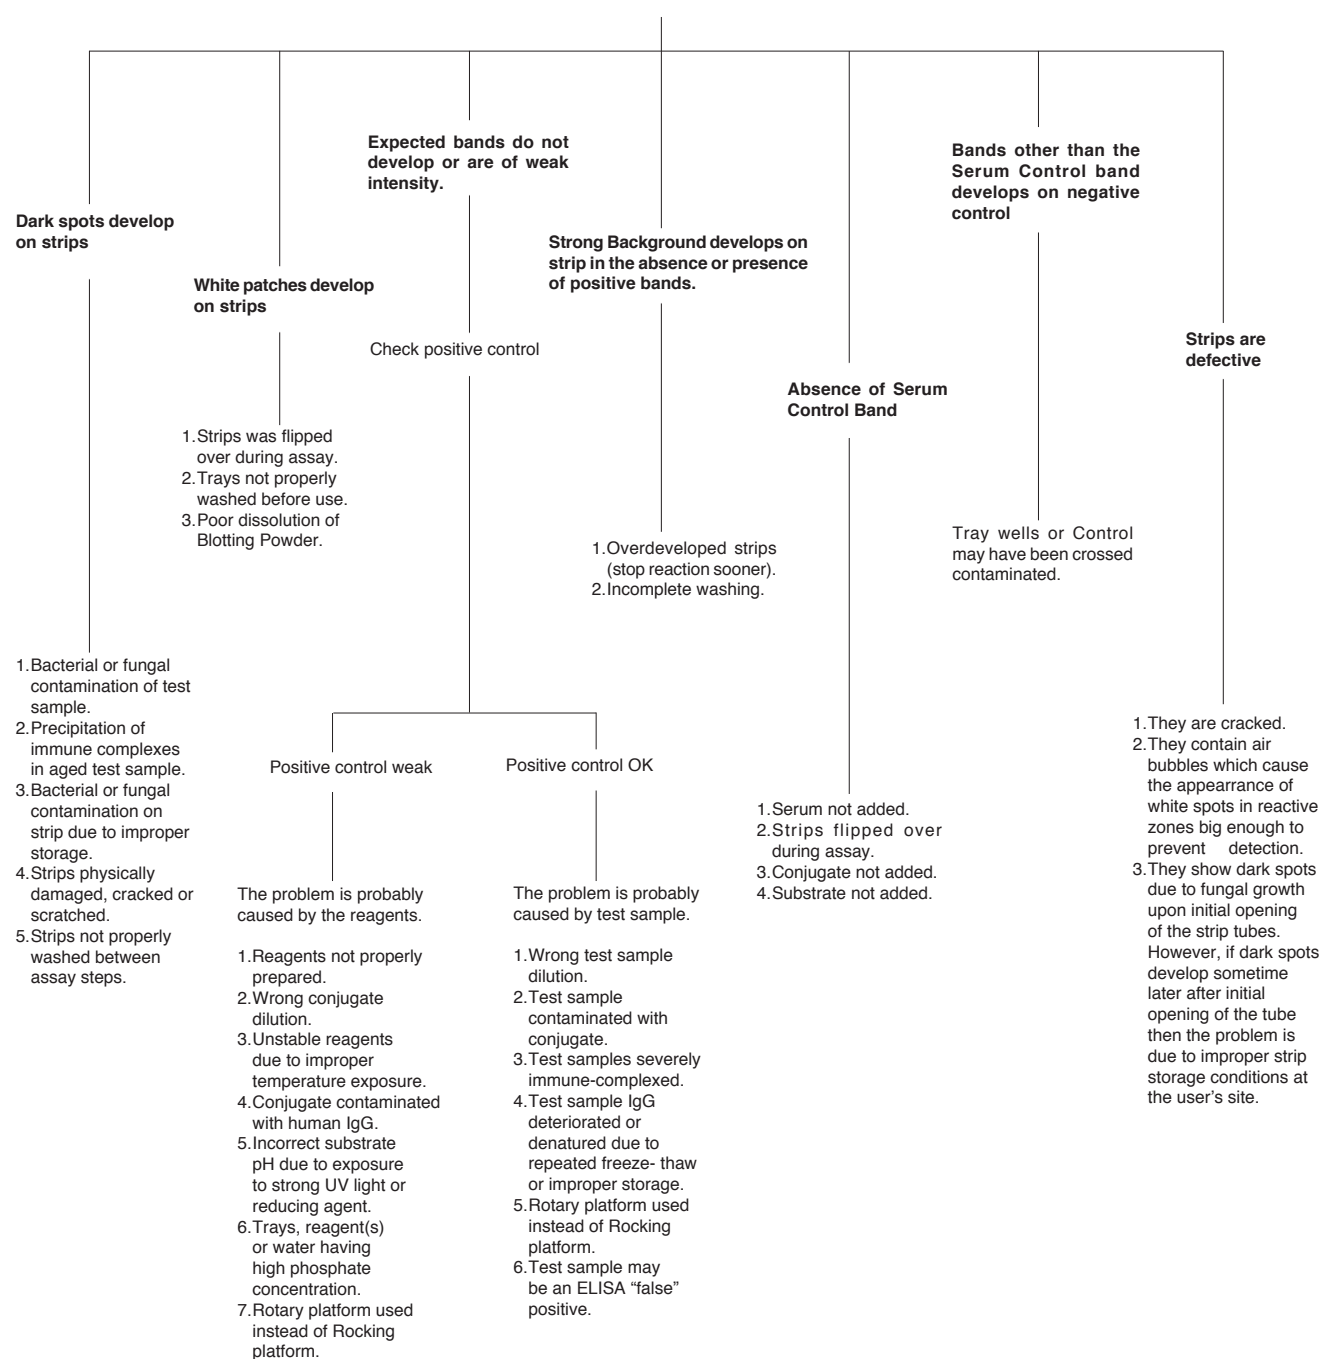 Dark spots develop
on strips
1.Bacterial or fungal
contamination of test
sample.
2.Precipitation of
immune complexes
in aged test sample.
3.Bacterial or fungal
contamination on
strip due to improper
storage.
4.Strips physically
damaged, cracked or
scratched.
5.Strips not properly
washed between
assay steps.
White patches develop
on strips
1.Strips was flipped
over during assay.
2.Trays not properly
washed before use.
3.Poor dissolution of
Blotting Powder.
Expected bands do not
develop or are of weak
intensity.
Check positive control
Positive control weak
The problem is probably
caused by the reagents.
1.Reagents not properly
prepared.
2.Wrong conjugate
dilution.
3.Unstable reagents
due to improper
temperature exposure.
4.Conjugate contaminated
with human IgG.
5.Incorrect substrate
pH due to exposure
to strong UV light or
reducing agent.
6.Trays, reagent(s)
or water having
high phosphate
concentration.
7.Rotary platform used
instead of Rocking
platform.
Positive control OK
The problem is probably
caused by test sample.
1.Wrong test sample
dilution.
2.Test sample
contaminated with
conjugate.
3.Test samples severely
immune-complexed.
4.Test sample IgG
deteriorated or
denatured due to
repeated freeze- thaw
or improper storage.
5.Rotary platform used
instead of Rocking
platform.
6.Test sample may
be an ELISA “false”
positive.
Strong Background develops on
strip in the absence or presence
of positive bands.
1.Overdeveloped strips
(stop reaction sooner).
2.Incomplete washing.
Absence of Serum
Control Band
1.Serum not added.
2.Strips flipped over
during assay.
3.Conjugate not added.
4.Substrate not added.
Bands other than the
Serum Control band
develops on negative
control
Tray wells or Control
may have been crossed
contaminated.
Strips are
defective
1.They are cracked.
2.They contain air
bubbles which cause
the appearrance of
white spots in reactive
zones big enough to
prevent detection.
3.They show dark spots
due to fungal growth
upon initial opening
of the strip tubes.
However, if dark spots
develop sometime
later after initial
opening of the tube
then the problem is
due to improper strip
storage conditions at
the user’s site.